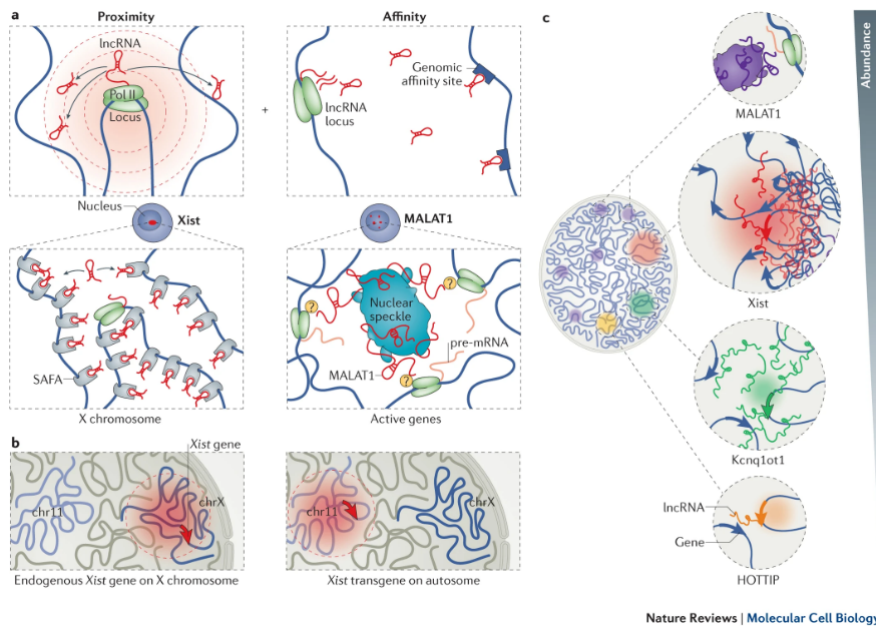 a
Proximity
Affinity
lncRNA
Pol II
Locus
+
lncRNA
locus
Genomic
affinity site
Nucleus
Xist
MALAT1
SAFA
X chromosome
?
Nuclear
speckle
?
pre-mRNA
MALAT1
?
Active genes
b
Xist gene
chr11
chrX
Endogenous Xist gene on X chromosome
chr11
chrX
Xist transgene on autosome
c
Abundance
MALAT1
Xist
Kcnq1ot1
lncRNA
Gene
HOTTIP
Nature Reviews | Molecular Cell Biology